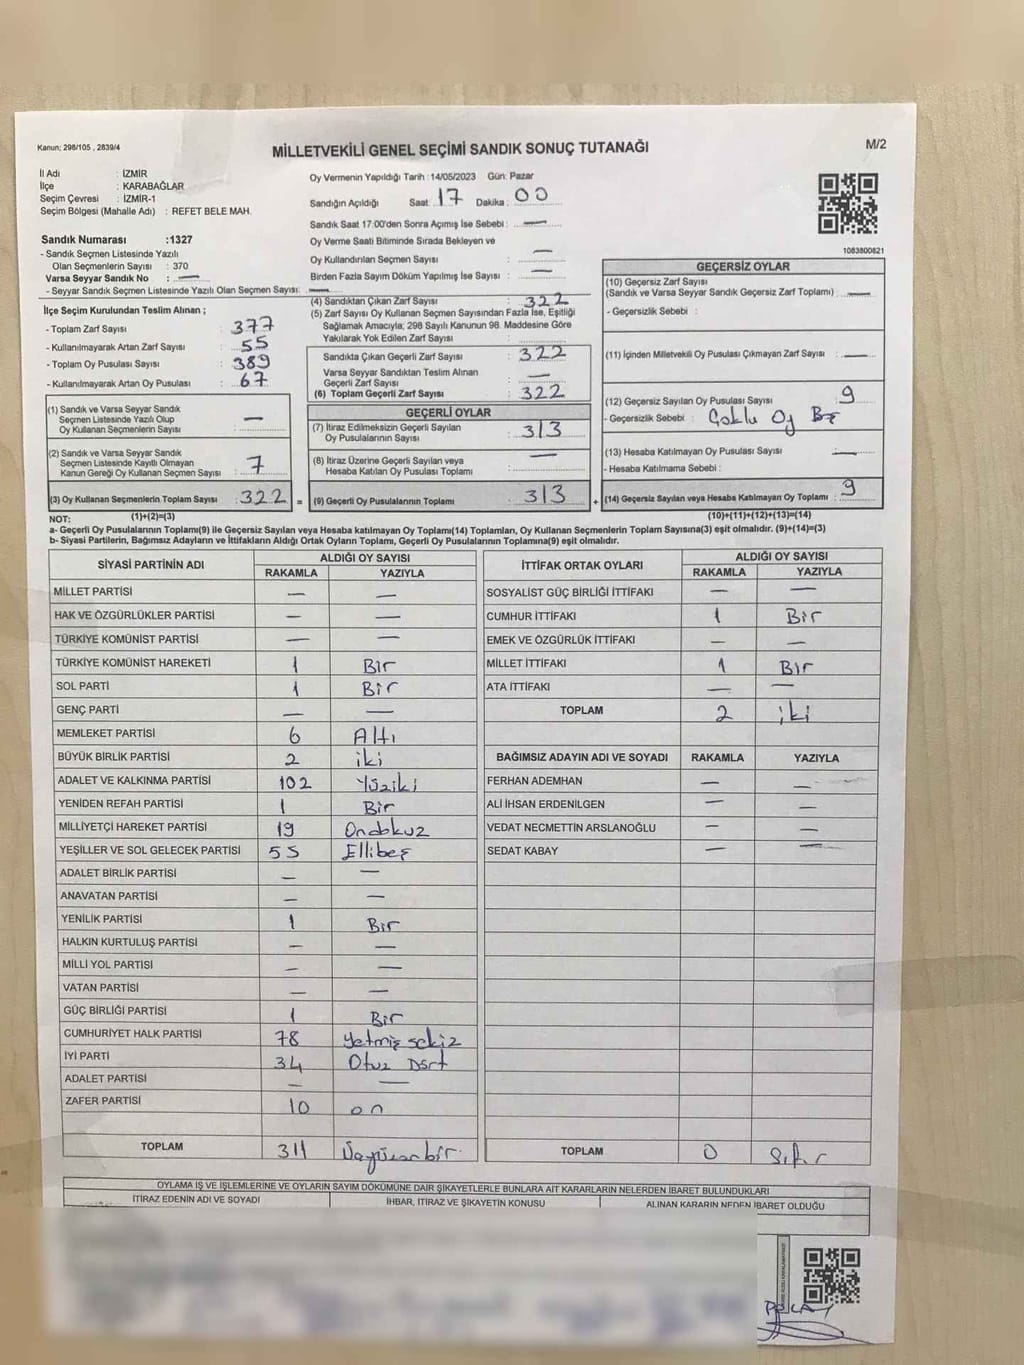 Kanun; 298/105 , 2839/4
MİLLETVEKİLİ GENEL SEÇİMİ SANDIK SONUÇ TUTANAĞI
M/2
İl Adı : İZMİR
İlçe : KARABAĞLAR
Seçim Çevresi : İZMİR-1
Seçim Bölgesi (Mahalle Adı) : REFET BELE MAH.
Sandık Numarası :1327
- Sandık Seçmen Listesinde Yazılı
Olan Seçmenlerin Sayısı : 370
Varsa Seyyar Sandık No : —
- Seyyar Sandık Seçmen Listesinde Yazılı Olan Seçmen Sayısı: —
Oy Vermenin Yapıldığı Tarih :14/05/2023 Gün: Pazar
Sandığın Açıldığı Saat: 17 Dakika: 00
Sandık Saat 17:00'den Sonra Açımış İse Sebebi : —
Oy Verme Saati Bitiminde Sırada Bekleyen ve
Oy Kullandırılan Seçmen Sayısı : —
Birden Fazla Sayım Döküm Yapılmış İse Sayısı : —
1083800621
İlçe Seçim Kurulundan Teslim Alınan ;
- Toplam Zarf Sayısı : 377
- Kullanılmayarak Artan Zarf Sayısı : 55
- Toplam Oy Pusulası Sayısı : 389
- Kullanılmayarak Artan Oy Pusulası : 67
(4) Sandıktan Çıkan Zarf Sayısı : 322
(5) Zarf Sayısı Oy Kullanan Seçmen Sayısından Fazla İse, Eşitliği
Sağlamak Amacıyla; 298 Sayılı Kanunun 98. Maddesine Göre
Yakılarak Yok Edilen Zarf Sayısı :
Sandıkta Çıkan Geçerli Zarf Sayısı : 322
Varsa Seyyar Sandıktan Teslim Alınan
Geçerli Zarf Sayısı : —
(6) Toplam Geçerli Zarf Sayısı : 322
GEÇERSİZ OYLAR
(10) Geçersiz Zarf Sayısı
(Sandık ve Varsa Seyyar Sandık Geçersiz Zarf Toplamı) : —
- Geçersizlik Sebebi :
(11) İçinden Milletvekili Oy Pusulası Çıkmayan Zarf Sayısı : —
(12) Geçersiz Sayılan Oy Pusulası Sayısı : 9
- Geçersizlik Sebebi : Çoklu Oy
(13) Hesaba Katılmayan Oy Pusulası Sayısı : —
- Hesaba Katılmama Sebebi :
(1) Sandık ve Varsa Seyyar Sandık
Seçmen Listesinde Yazılı Olup
Oy Kullanan Seçmenlerin Sayısı : —
(2) Sandık ve Varsa Seyyar Sandık
Seçmen Listesinde Kayıtlı Olmayan
Kanun Gereği Oy Kullanan Seçmen Sayısı : 7
GEÇERLİ OYLAR
(7) İtiraz Edilmeksizin Geçerli Sayılan
Oy Pusulalarının Sayısı : 313
(8) İtiraz Üzerine Geçerli Sayılan veya
Hesaba Katılan Oy Pusulası Toplamı : —
(3) Oy Kullanan Seçmenlerin Toplam Sayısı : 322 = (9) Geçerli Oy Pusulalarının Toplamı : 313 + (14) Geçersiz Sayılan veya Hesaba Katılmayan Oy Toplamı : 9
NOT: (1)+(2)=(3) (10)+(11)+(12)+(13)=(14)
a- Geçerli Oy Pusulalarının Toplamı(9) ile Geçersiz Sayılan veya Hesaba katılmayan Oy Toplamı(14) Toplamları, Oy Kullanan Seçmenlerin Toplam Sayısına(3) eşit olmalıdır. (9)+(14)=(3)
b- Siyasi Partilerin, Bağımsız Adayların ve İttifakların Aldığı Ortak Oyların Toplamı, Geçerli Oy Pusulalarının Toplamına(9) eşit olmalıdır.
SİYASİ PARTİNİN ADI ALDIĞI OY SAYISI
RAKAMLA YAZIYLA
MİLLET PARTİSİ — —
HAK VE ÖZGÜRLÜKLER PARTİSİ — —
TÜRKİYE KOMÜNİST PARTİSİ — —
TÜRKİYE KOMÜNİST HAREKETİ 1 Bir
SOL PARTİ 1 Bir
GENÇ PARTİ — —
MEMLEKET PARTİSİ 6 Altı
BÜYÜK BİRLİK PARTİSİ 2 iki
ADALET VE KALKINMA PARTİSİ 102 Yüziki
YENİDEN REFAH PARTİSİ 1 Bir
MİLLİYETÇİ HAREKET PARTİSİ 19 Ondokuz
YEŞİLLER VE SOL GELECEK PARTİSİ 55 Ellibeş
ADALET BİRLİK PARTİSİ — —
ANAVATAN PARTİSİ — —
YENİLİK PARTİSİ 1 Bir
HALKIN KURTULUŞ PARTİSİ — —
MİLLİ YOL PARTİSİ — —
VATAN PARTİSİ — —
GÜÇ BİRLİĞİ PARTİSİ 1 Bir
CUMHURİYET HALK PARTİSİ 78 Yetmiş sekiz
İYİ PARTİ 34 Otuz Dört
ADALET PARTİSİ — —
ZAFER PARTİSİ 10 on
TOPLAM 311 Üçyüzonbir
İTTİFAK ORTAK OYLARI ALDIĞI OY SAYISI
RAKAMLA YAZIYLA
SOSYALİST GÜÇ BİRLİĞİ İTTİFAKI — —
CUMHUR İTTİFAKI 1 Bir
EMEK VE ÖZGÜRLÜK İTTİFAKI — —
MİLLET İTTİFAKI 1 Bir
ATA İTTİFAKI — —
TOPLAM 2 iki
BAĞIMSIZ ADAYIN ADI VE SOYADI RAKAMLA YAZIYLA
FERHAN ADEMHAN — —
ALİ İHSAN ERDENİLGEN — —
VEDAT NECMETTİN ARSLANOĞLU — —
SEDAT KABAY — —
TOPLAM 0 Sıfır
OYLAMA İŞ VE İŞLEMLERİNE VE OYLARIN SAYIM DÖKÜMÜNE DAİR ŞİKAYETLERLE BUNLARA AİT KARARLARIN NELERDEN İBARET BULUNDUKLARI
İTİRAZ EDENİN ADI VE SOYADI İHBAR, İTİRAZ VE ŞİKAYETİN KONUSU ALINAN KARARIN NEDEN İBARET OLDUĞU